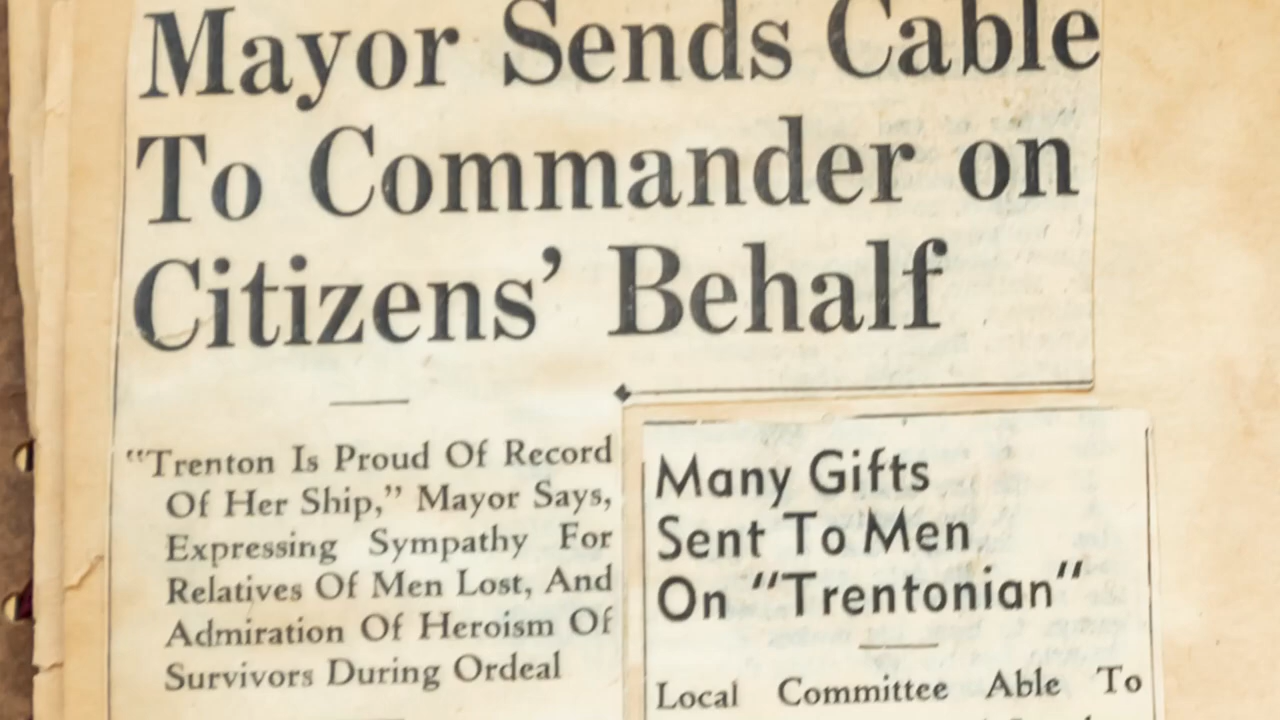 Mayor Sends Cable
To Commander on
Citizens' Behalf
"Trenton Is Proud Of Record
Of Her Ship," Mayor Says,
Expressing Sympathy For
Relatives Of Men Lost, And
Admiration Of Heroism Of
Survivors During Ordeal
Many Gifts
Sent To Men
On "Trentonian"
Local Committee Able To